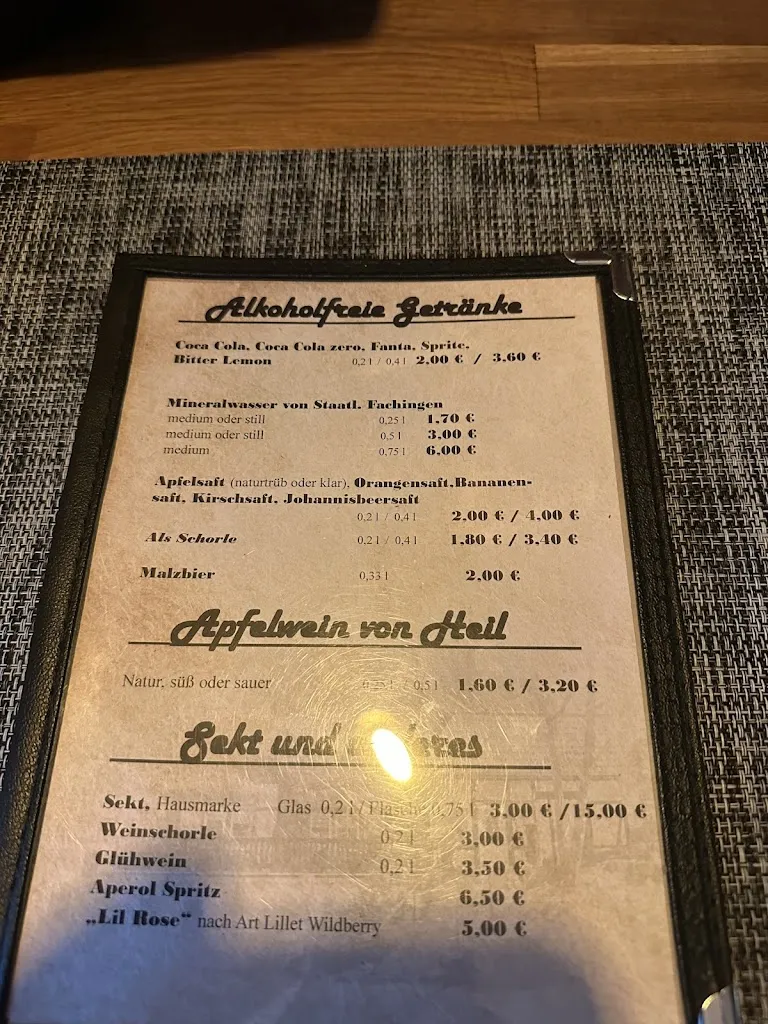 Alkoholfreie Getränke
Coca Cola, Coca Cola zero, Fanta, Sprite,
Bitter Lemon 0,2 l / 0,4 l 2,00 € / 3,60 €
Mineralwasser von Staatl. Fachingen
medium oder still 0,25 l 1,70 €
medium oder still 0,5 l 3,00 €
medium 0,75 l 6,00 €
Apfelsaft (naturtrüb oder klar), Orangensaft,Bananen-
saft, Kirschsaft, Johannisbeersaft
0,2 l / 0,4 l 2,00 € / 4,00 €
Als Schorle 0,2 l / 0,4 l 1,80 € / 3,40 €
Malzbier 0,33 l 2,00 €
Apfelwein von Heil
Natur, süß oder sauer 0,25 l / 0,5 l 1,60 € / 3,20 €
Sekt und
Sekt, Hausmarke Glas 0,2 l / Flasche 0,75 l 3,00 € /15,00 €
Weinschorle 0,2 l 3,00 €
Glühwein 0,2 l 3,50 €
Aperol Spritz 6,50 €
„Lil Rose“ nach Art Lillet Wildberry 5,00 €